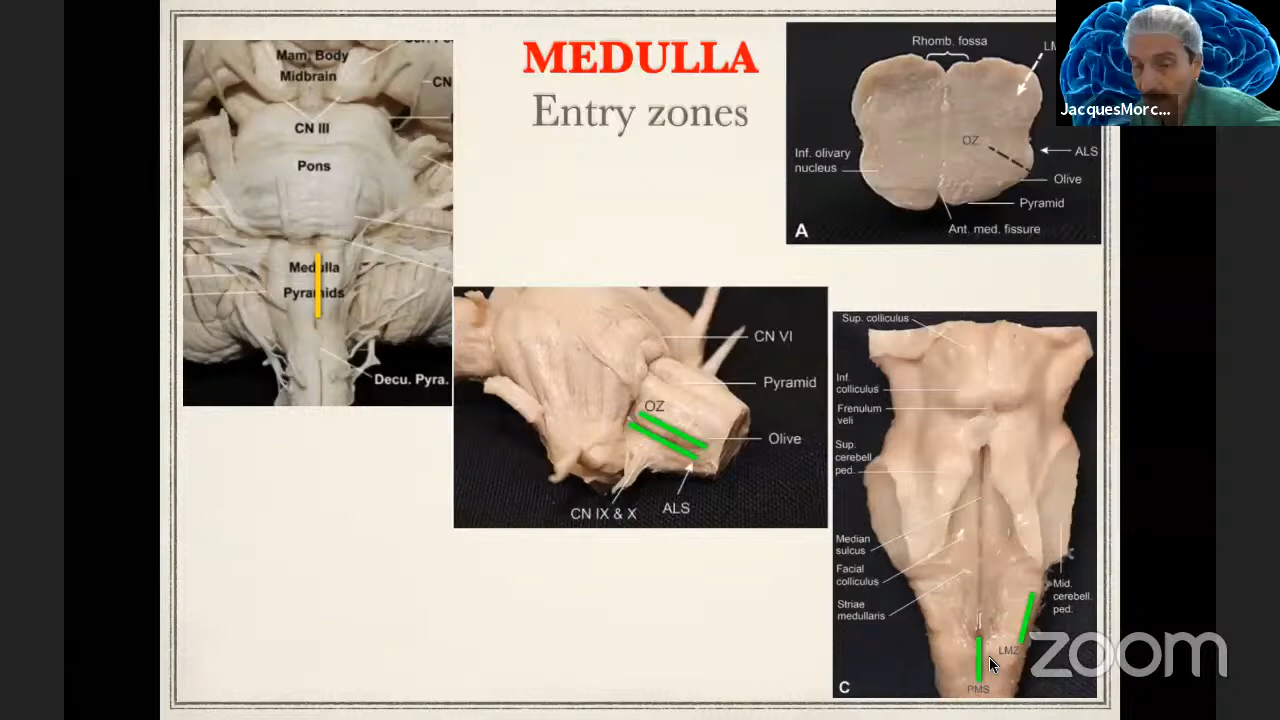 MEDULLA
Entry zones
Mam, Body
Midbrain
CN
CN III
Pons
Medulla
Pyramids
Decu. Pyra.
Rhomb. fossa
OZ
ALS
Inf. olivary
nucleus
Olive
Pyramid
Ant. med. fissure
A
JacquesMorc...
CN VI
Pyramid
OZ
Olive
CN IX & X
ALS
Sup. colliculus
Inf.
colliculus
Frenulum
veli
Sup.
cerebell.
ped.
Median
sulcus
Facial
colliculus
Striae
medullaris
Mid.
cerebell.
ped.
LMZ
PMS
C
zoom